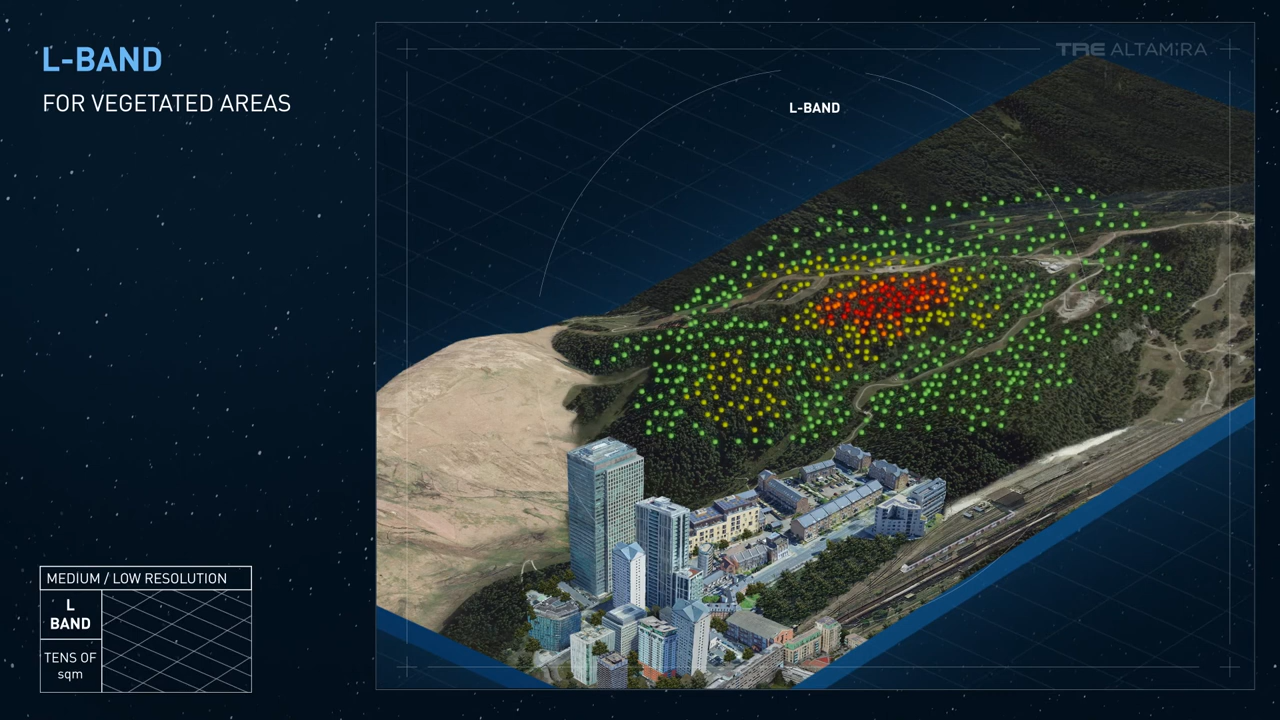 L-BAND
FOR VEGETATED AREAS
TRE ALTAMiRA
L-BAND
MEDIUM / LOW RESOLUTION
L
BAND
TENS OF
sqm